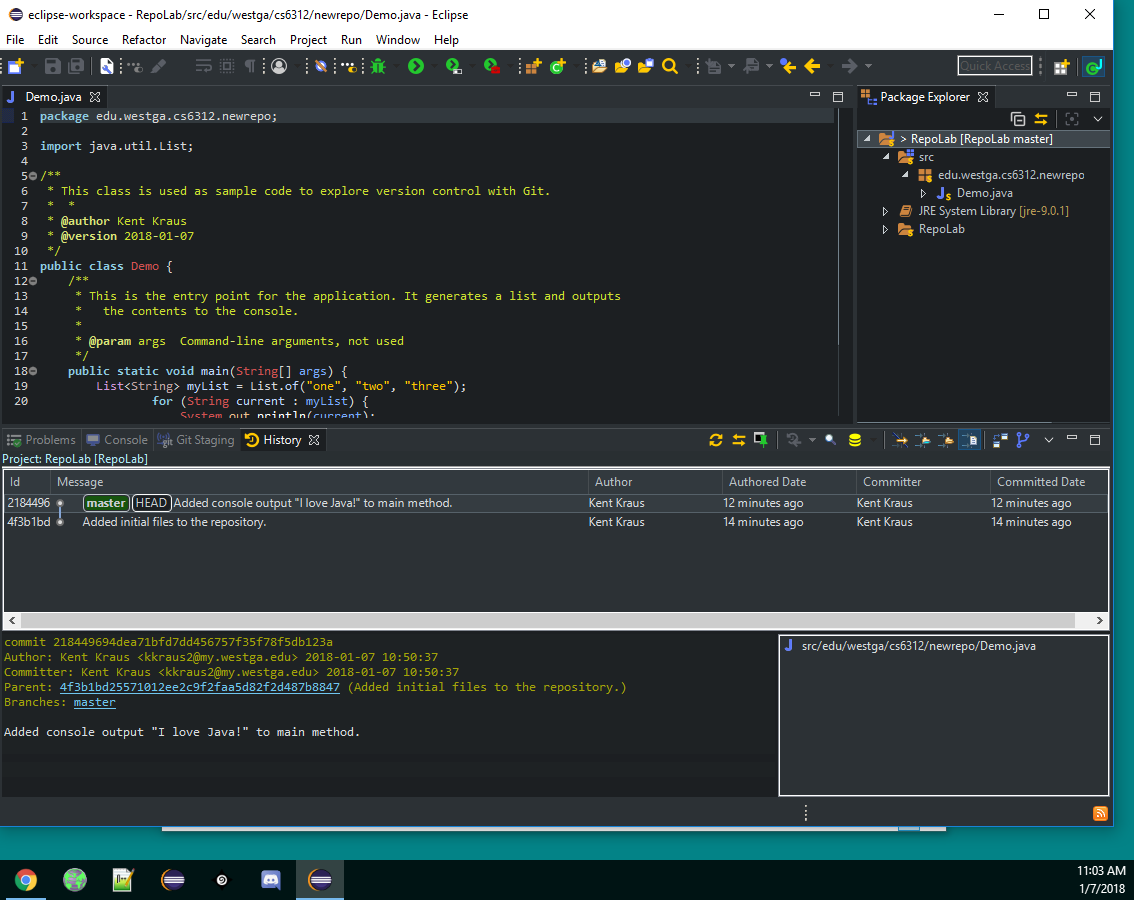 eclipse-workspace - RepoLab/src/edu/westga/cs6312/newrepo/Demo.java - Eclipse
File Edit Source Refactor Navigate Search Project Run Window Help
Quick Access
Demo.java
1 package edu.westga.cs6312.newrepo;
2
3 import java.util.List;
4
5 /**
6 * This class is used as sample code to explore version control with Git.
7 * *
8 * @author Kent Kraus
9 * @version 2018-01-07
10 */
11 public class Demo {
12 /**
13 * This is the entry point for the application. It generates a list and outputs
14 * the contents to the console.
15 *
16 * @param args Command-line arguments, not used
17 */
18 public static void main(String[] args) {
19 List<String> myList = List.of("one", "two", "three");
20 for (String current : myList) {
System.out.println(current);
Package Explorer
> RepoLab [RepoLab master]
src
edu.westga.cs6312.newrepo
Demo.java
JRE System Library [jre-9.0.1]
RepoLab
Problems Console Git Staging History
Project: RepoLab [RepoLab]
Id Message Author Authored Date Committer Committed Date
2184496 master HEAD Added console output "I love Java!" to main method. Kent Kraus 12 minutes ago Kent Kraus 12 minutes ago
4f3b1bd Added initial files to the repository. Kent Kraus 14 minutes ago Kent Kraus 14 minutes ago
commit 218449694dea71bfd7dd456757f35f78f5db123a
Author: Kent Kraus <kkraus2@my.westga.edu> 2018-01-07 10:50:37
Committer: Kent Kraus <kkraus2@my.westga.edu> 2018-01-07 10:50:37
Parent: 4f3b1bd25571012ee2c9f2faa5d82f2d487b8847 (Added initial files to the repository.)
Branches: master
Added console output "I love Java!" to main method.
src/edu/westga/cs6312/newrepo/Demo.java
11:03 AM
1/7/2018